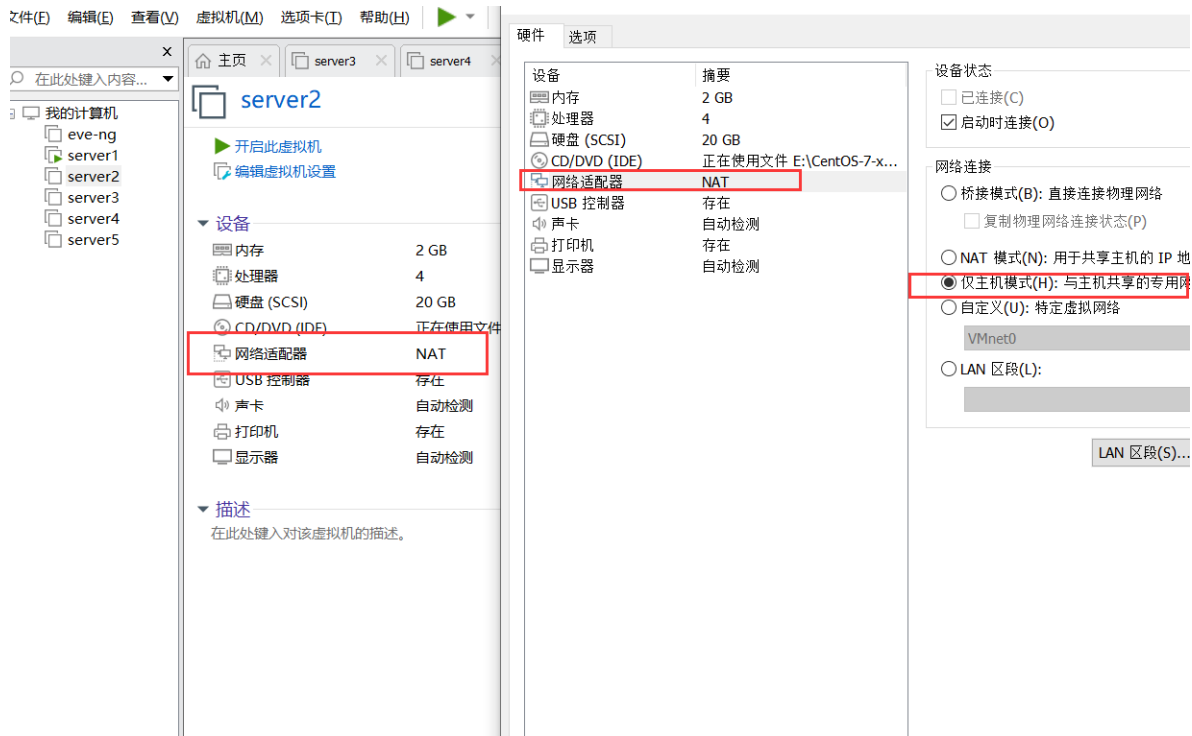 文件(F) 编辑(E) 查看(V) 虚拟机(M) 选项卡(T) 帮助(H)
在此处键入内容...
我的计算机
eve-ng
server1
server2
server3
server4
server5
主页 server3 server4
server2
开启此虚拟机
编辑虚拟机设置
设备
内存 2 GB
处理器 4
硬盘 (SCSI) 20 GB
CD/DVD (IDE) 正在使用文件
网络适配器 NAT
USB 控制器 存在
声卡 自动检测
打印机 存在
显示器 自动检测
描述
在此处键入对该虚拟机的描述。
硬件 选项
设备 摘要
内存 2 GB
处理器 4
硬盘 (SCSI) 20 GB
CD/DVD (IDE) 正在使用文件 E:\CentOS-7-x...
网络适配器 NAT
USB 控制器 存在
声卡 自动检测
打印机 存在
显示器 自动检测
设备状态
已连接(C)
启动时连接(O)
网络连接
桥接模式(B): 直接连接物理网络
复制物理网络连接状态(P)
NAT 模式(N): 用于共享主机的 IP 地
仅主机模式(H): 与主机共享的专用网
自定义(U): 特定虚拟网络
VMnet0
LAN 区段(L):
LAN 区段(S)...